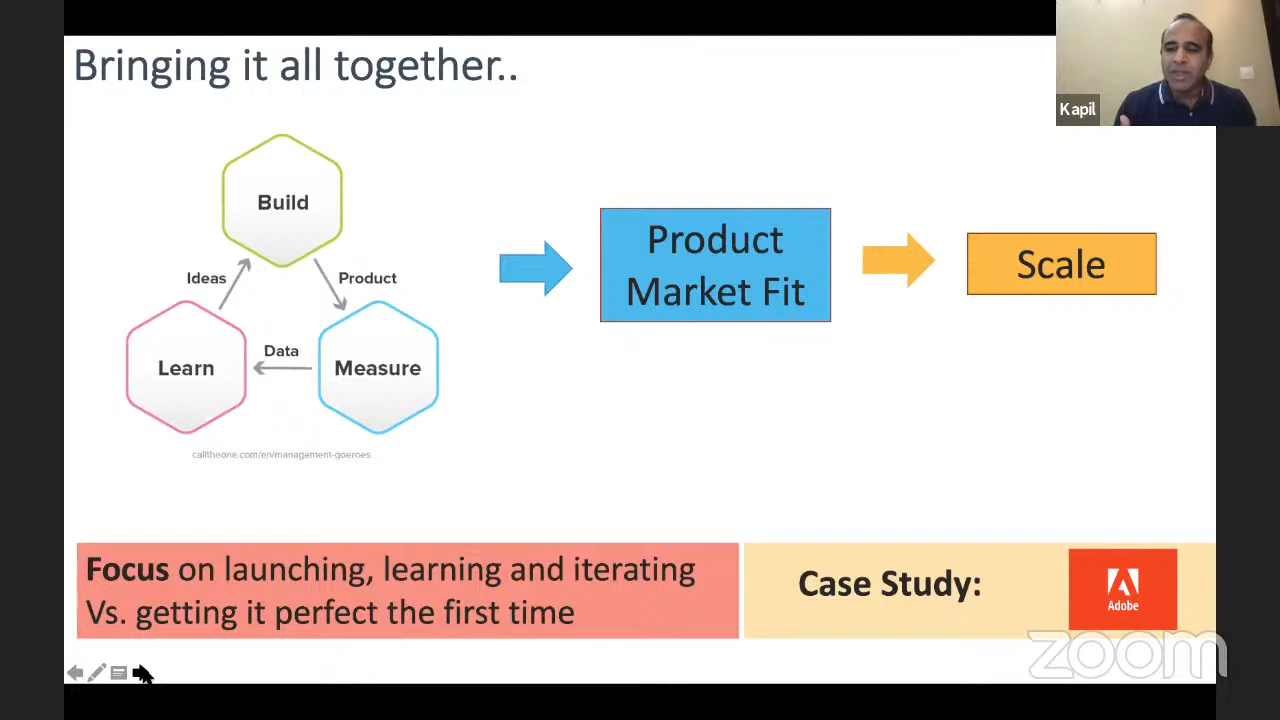 Bringing it all together..
Kapil
Build
Ideas
Product
Learn
Data
Measure
Product
Market Fit
Scale
Focus on launching, learning and iterating
Vs. getting it perfect the first time
Case Study:
Adobe
zoom